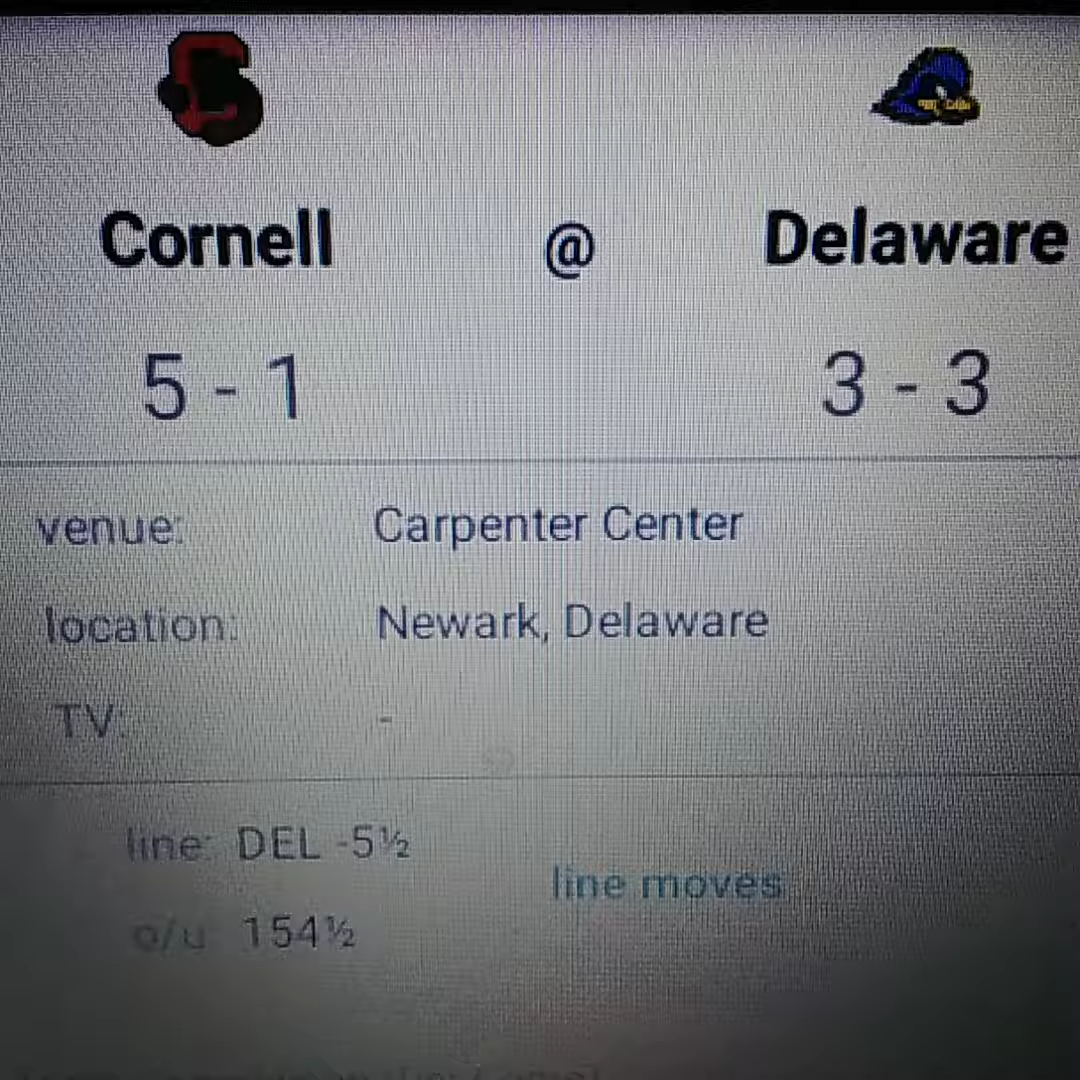 Cornell @ Delaware
5 - 1 3 - 3
venue: Carpenter Center
location: Newark, Delaware
TV: -
line: DEL -5½
line moves
o/u 154½